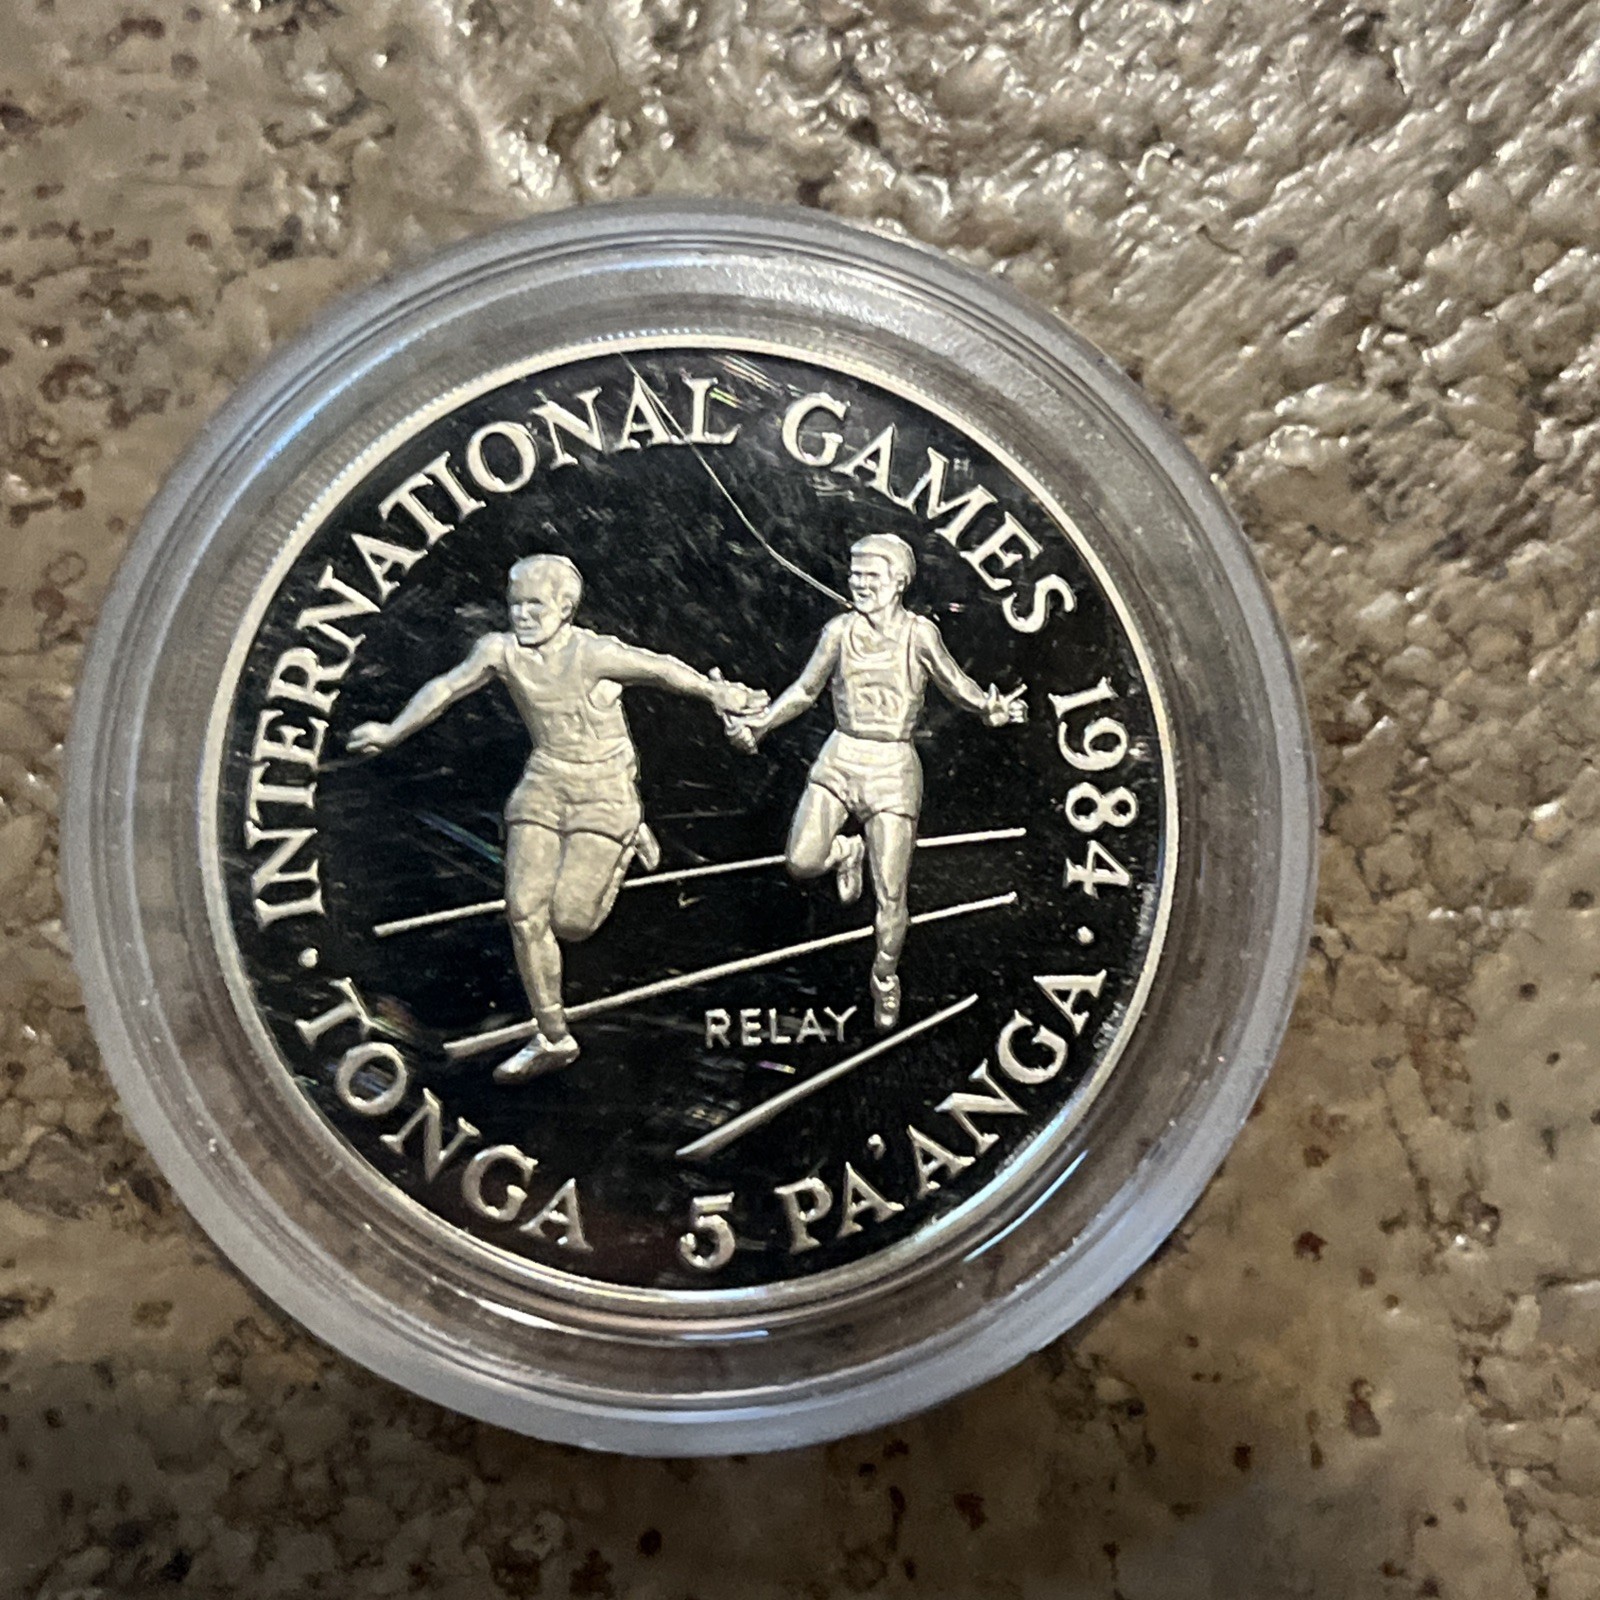 INTERNATIONAL GAMES 1984
RELAY
TONGA 5 PA'ANGA